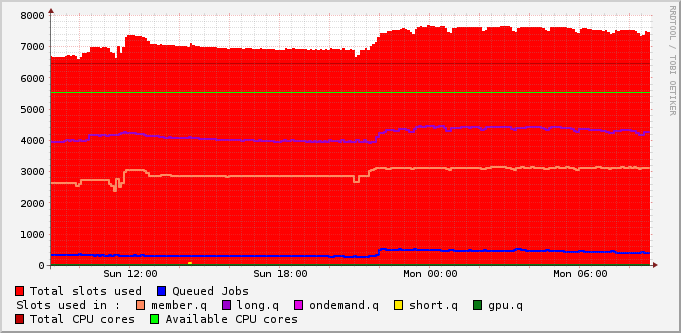 8000
7000
6000
5000
4000
3000
2000
1000
0
Sun 12:00 Sun 18:00 Mon 00:00 Mon 06:00
RRDTOOL / TOBI OETIKER
Total slots used Queued Jobs
Slots used in : member.q long.q ondemand.q short.q gpu.q
Total CPU cores Available CPU cores